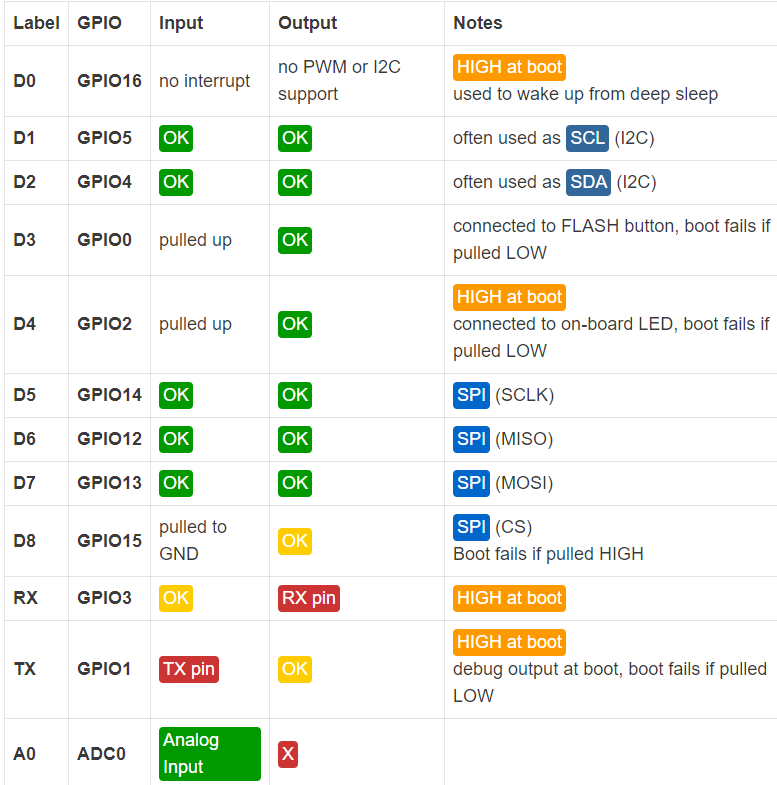 Label GPIO Input Output Notes
D0 GPIO16 no interrupt no PWM or I2C support HIGH at boot
used to wake up from deep sleep
D1 GPIO5 OK OK often used as SCL (I2C)
D2 GPIO4 OK OK often used as SDA (I2C)
D3 GPIO0 pulled up OK connected to FLASH button, boot fails if
pulled LOW
D4 GPIO2 pulled up OK HIGH at boot
connected to on-board LED, boot fails if
pulled LOW
D5 GPIO14 OK OK SPI (SCLK)
D6 GPIO12 OK OK SPI (MISO)
D7 GPIO13 OK OK SPI (MOSI)
D8 GPIO15 pulled to GND OK SPI (CS)
Boot fails if pulled HIGH
RX GPIO3 OK RX pin HIGH at boot
TX GPIO1 TX pin OK HIGH at boot
debug output at boot, boot fails if pulled
LOW
A0 ADC0 Analog Input X